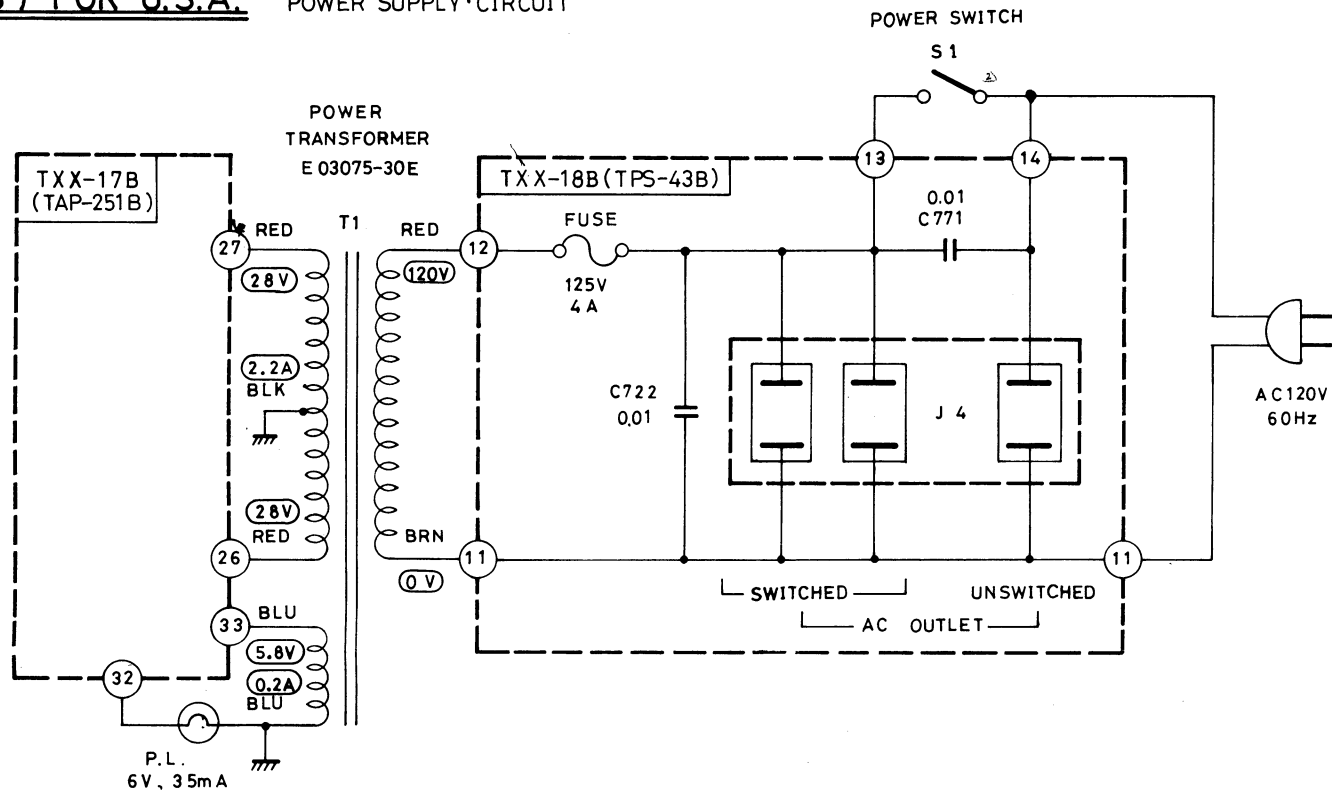 FOR U.S.A.
POWER SUPPLY CIRCUIT
POWER SWITCH
S1
2)
POWER
TRANSFORMER
E03075-30E
TXX-17B
(TAP-251B)
TXX-18B(TPS-43B)
13
14
27
RED
28V
T1
RED
120V
12
FUSE
125V
4A
0.01
C771
2.2A
BLK
C722
0.01
J4
AC120V
60Hz
28V
RED
26
BRN
0V
11
11
SWITCHED
UNSWITCHED
AC OUTLET
33
BLU
5.8V
0.2A
BLU
32
P.L.
6V, 35mA